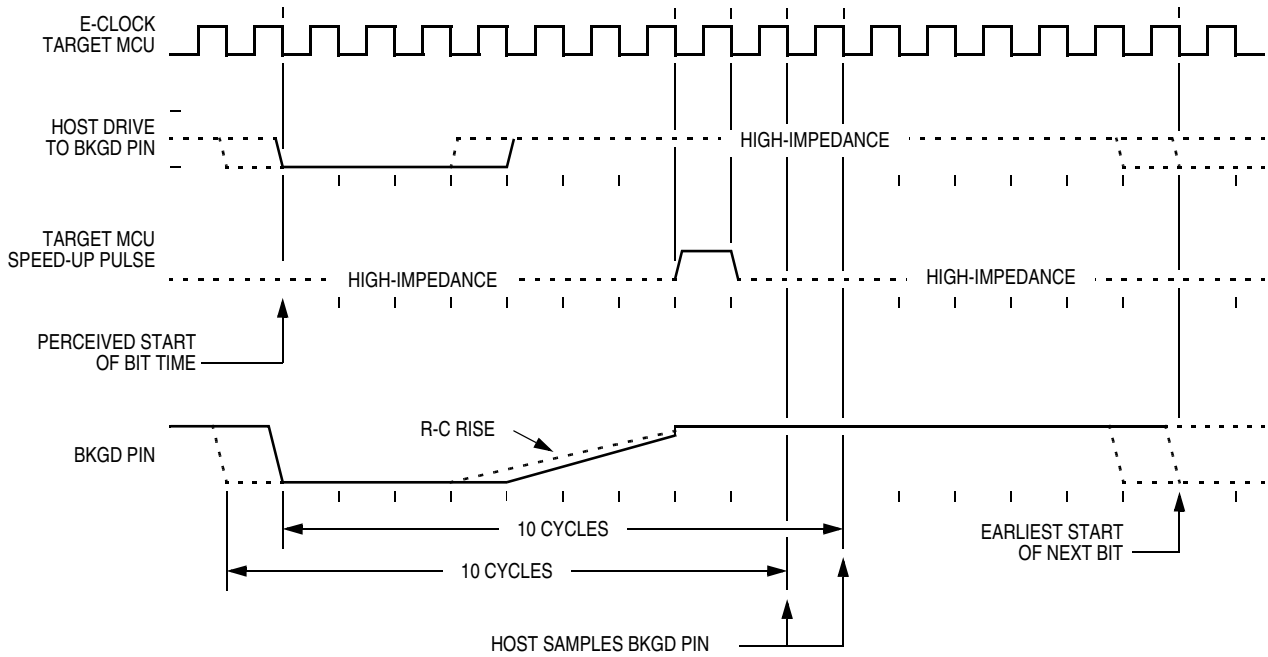 E-CLOCK
TARGET MCU
HOST DRIVE
TO BKGD PIN
HIGH-IMPEDANCE
TARGET MCU
SPEED-UP PULSE
HIGH-IMPEDANCE
HIGH-IMPEDANCE
PERCEIVED START
OF BIT TIME
R-C RISE
BKGD PIN
10 CYCLES
EARLIEST START
OF NEXT BIT
10 CYCLES
HOST SAMPLES BKGD PIN